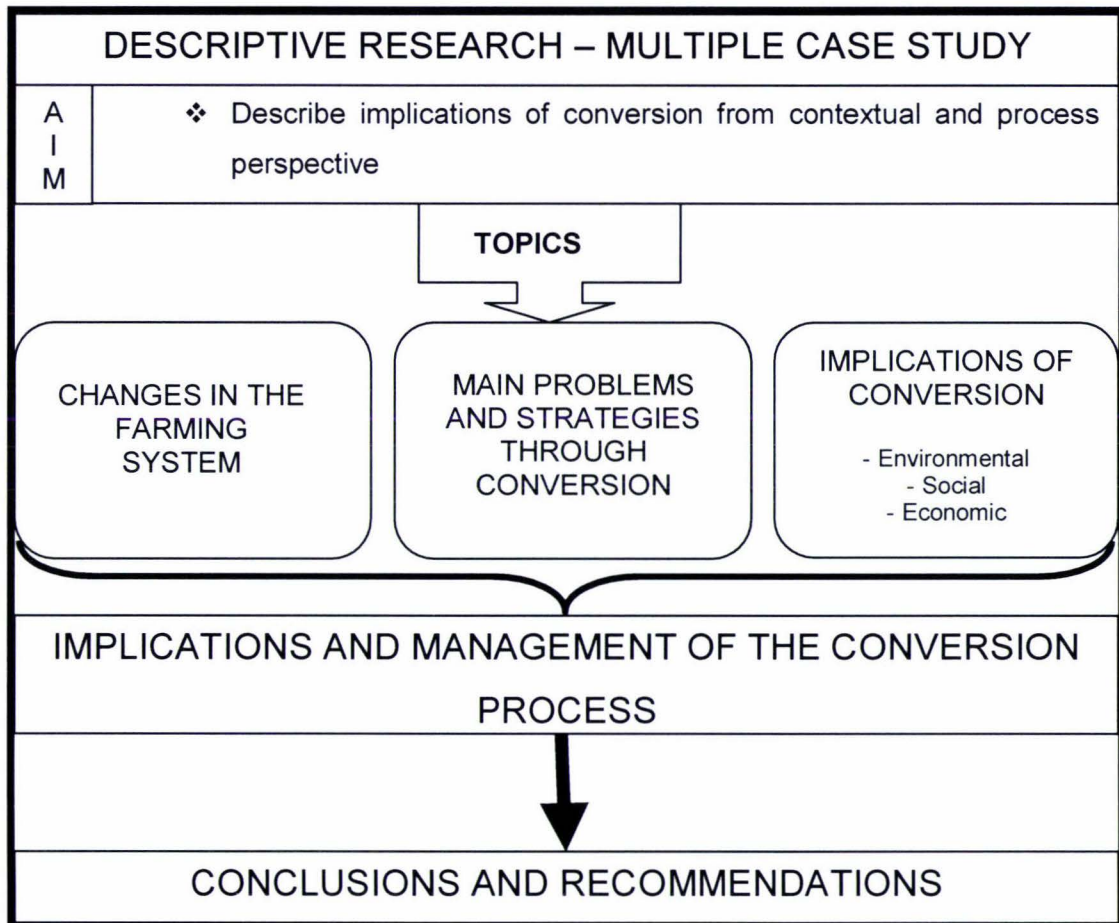 DESCRIPTIVE RESEARCH – MULTIPLE CASE STUDY
A
I
M
❖ Describe implications of conversion from contextual and process
perspective
TOPICS
CHANGES IN THE
FARMING
SYSTEM
MAIN PROBLEMS
AND STRATEGIES
THROUGH
CONVERSION
IMPLICATIONS OF
CONVERSION
- Environmental
- Social
- Economic
IMPLICATIONS AND MANAGEMENT OF THE CONVERSION
PROCESS
CONCLUSIONS AND RECOMMENDATIONS